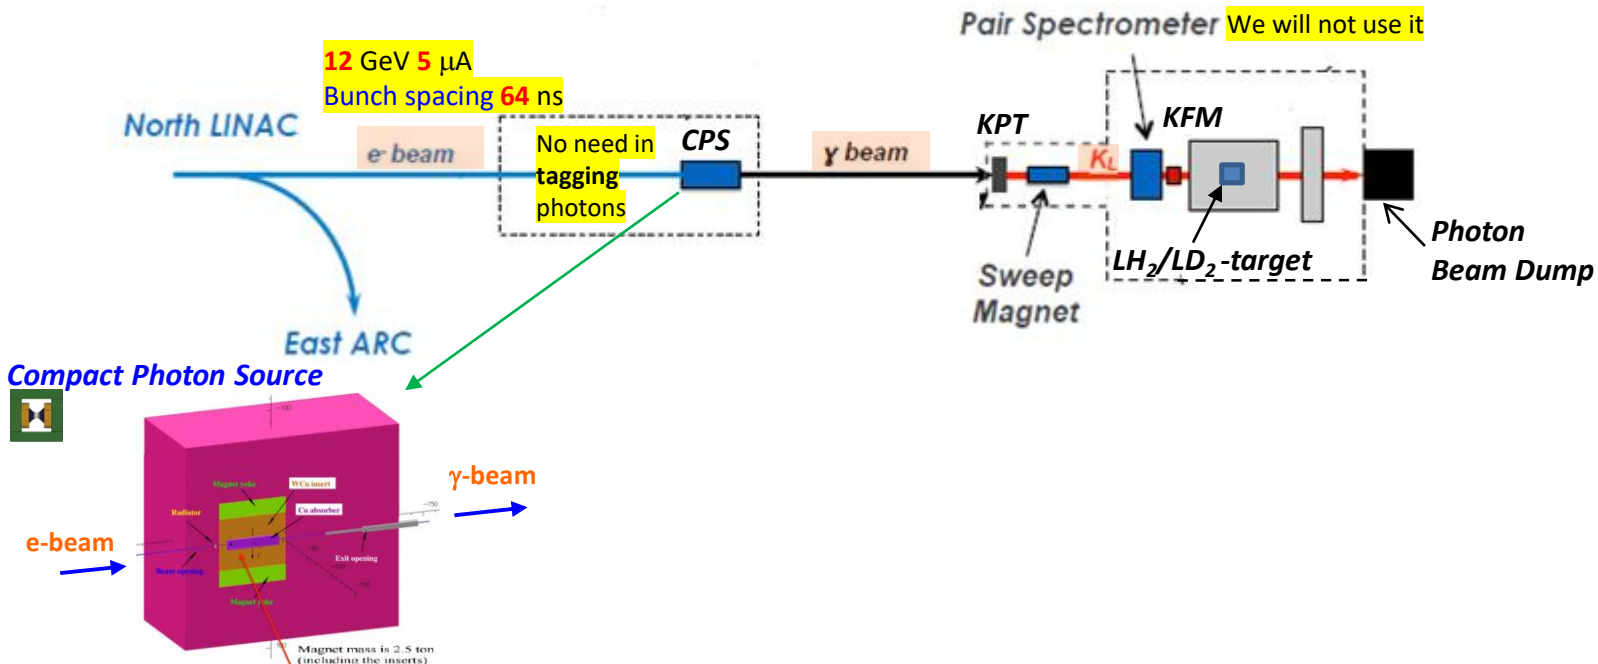 Pair Spectrometer We will not use it
12 GeV 5 μA
Bunch spacing 64 ns
North LINAC
e- beam
No need in
tagging
photons
CPS
γ beam
KPT
K_L
KFM
LH2/LD2-target
Sweep
Magnet
Photon
Beam Dump
East ARC
Compact Photon Source
γ-beam
e-beam
Magnet yoke
WCu insert
Radiator
Cu absorber
Beam opening
Exit opening
Magnet yoke
Magnet mass is 2.5 ton
(including the inserts)